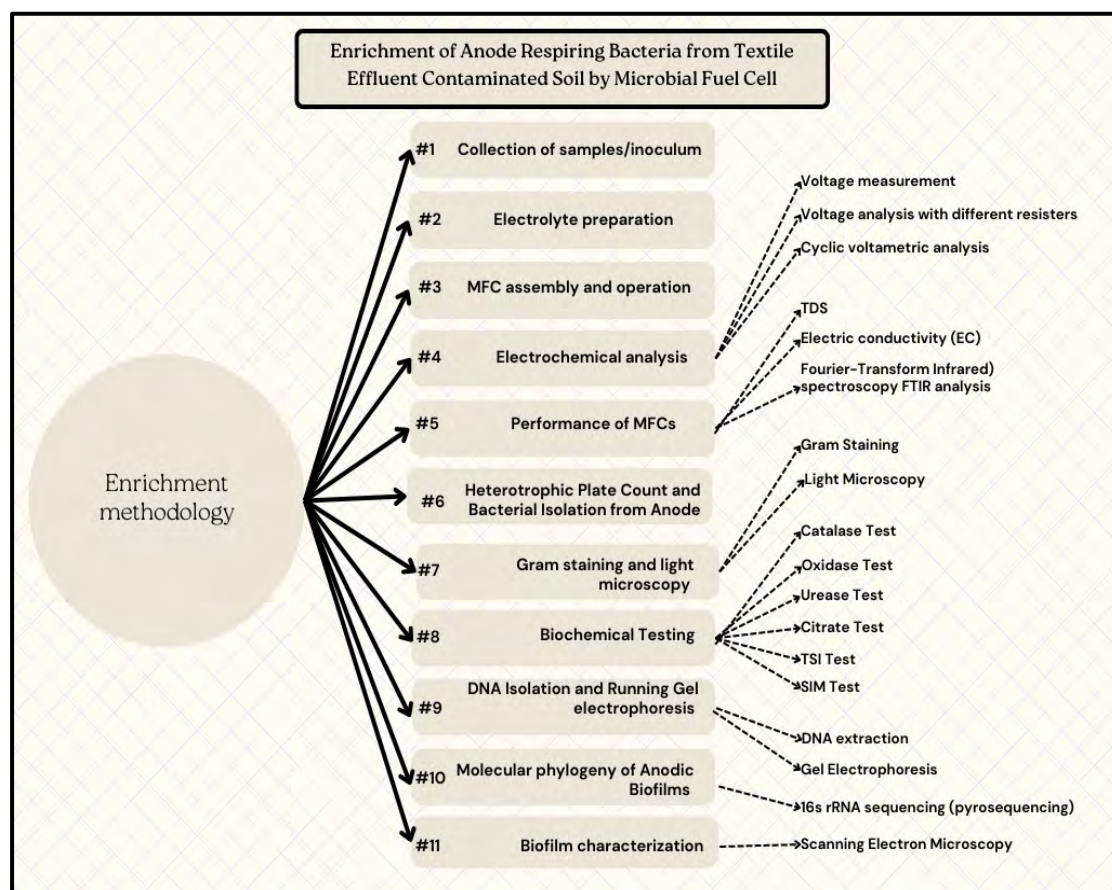 Enrichment of Anode Respiring Bacteria from Textile
Effluent Contaminated Soil by Microbial Fuel Cell
Enrichment
methodology
#1 Collection of samples/inoculum
#2 Electrolyte preparation
#3 MFC assembly and operation
#4 Electrochemical analysis
Voltage measurement
Voltage analysis with different resisters
Cyclic voltametric analysis
#5 Performance of MFCs
TDS
Electric conductivity (EC)
Fourier-Transform Infrared)
spectroscopy FTIR analysis
#6 Heterotrophic Plate Count and
Bacterial Isolation from Anode
#7 Gram staining and light
microscopy
Gram Staining
Light Microscopy
#8 Biochemical Testing
Catalase Test
Oxidase Test
Urease Test
Citrate Test
TSI Test
SIM Test
#9 DNA Isolation and Running Gel
electrophoresis
DNA extraction
Gel Electrophoresis
#10 Molecular phylogeny of Anodic
Biofilms
16s rRNA sequencing (pyrosequencing)
#11 Biofilm characterization
Scanning Electron Microscopy